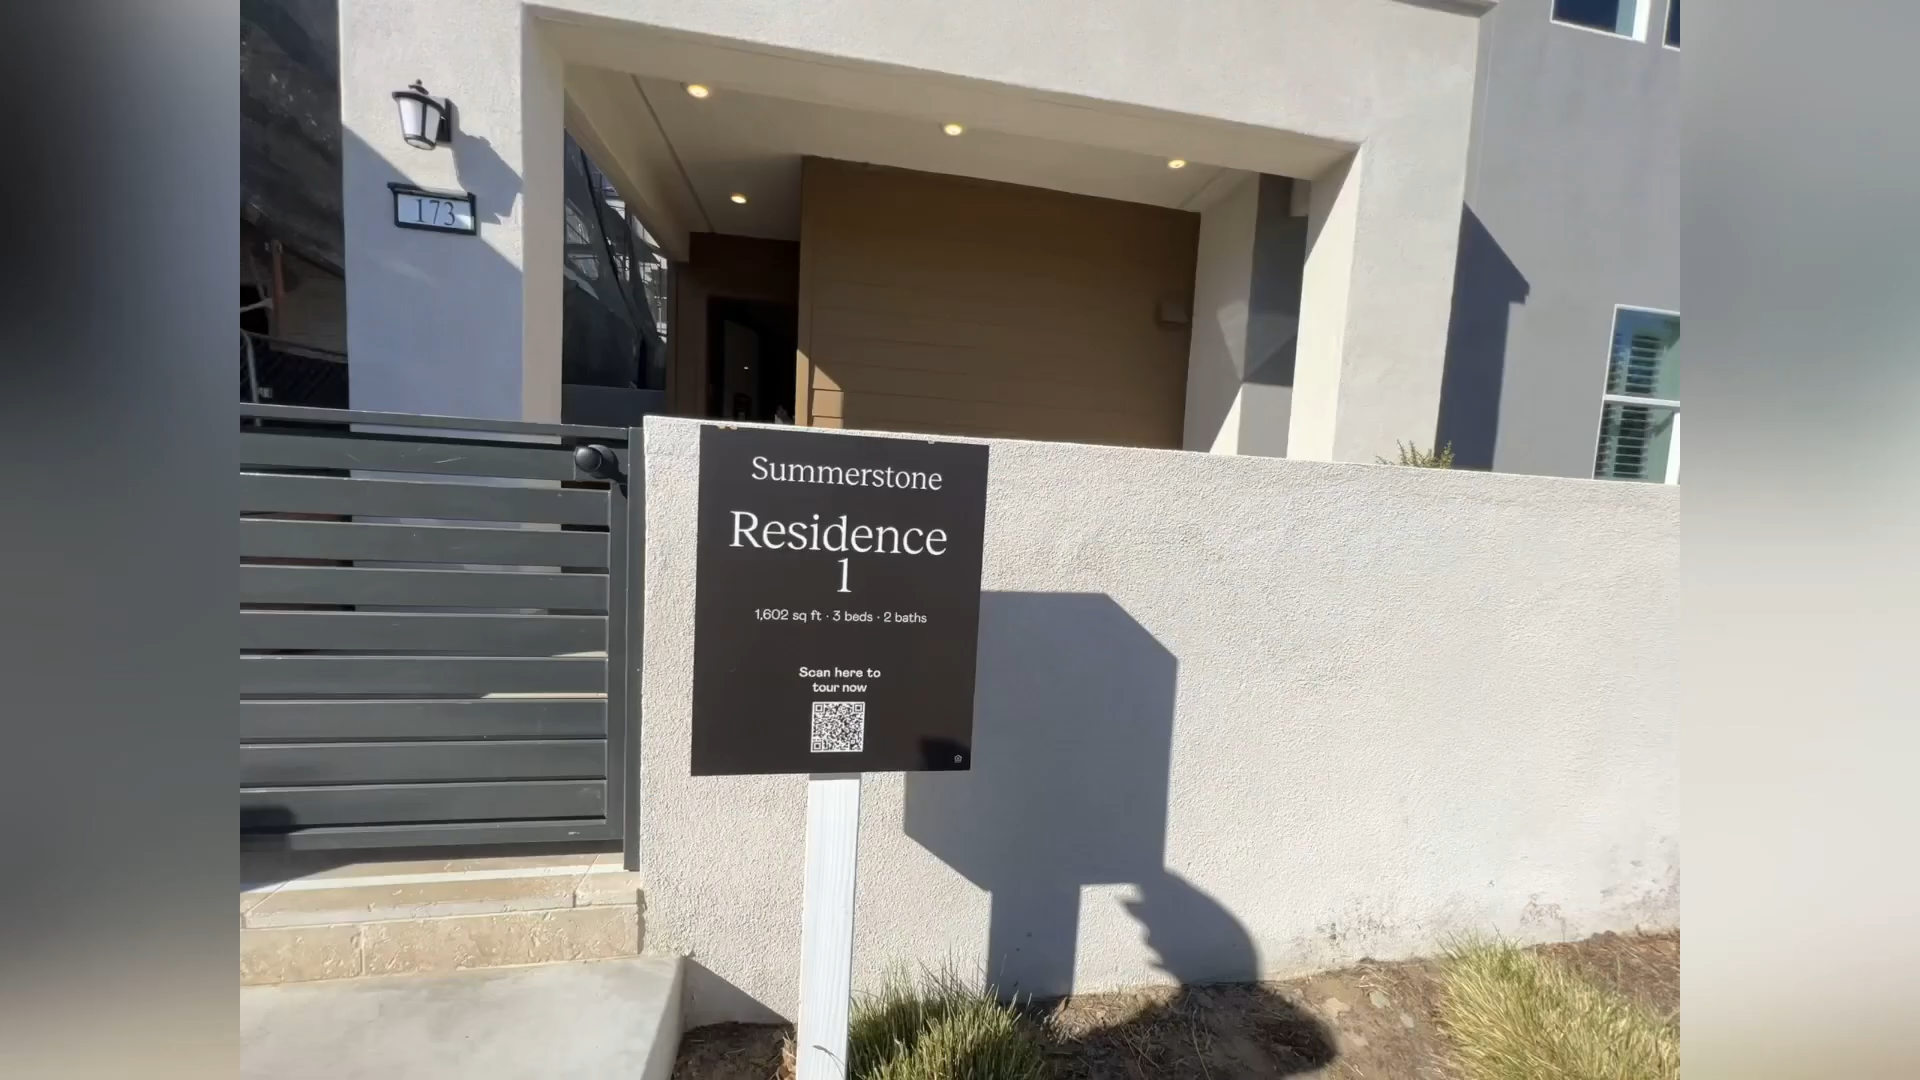 173
Summerstone
Residence
1
1,602 sq ft · 3 beds · 2 baths
Scan here to
tour now